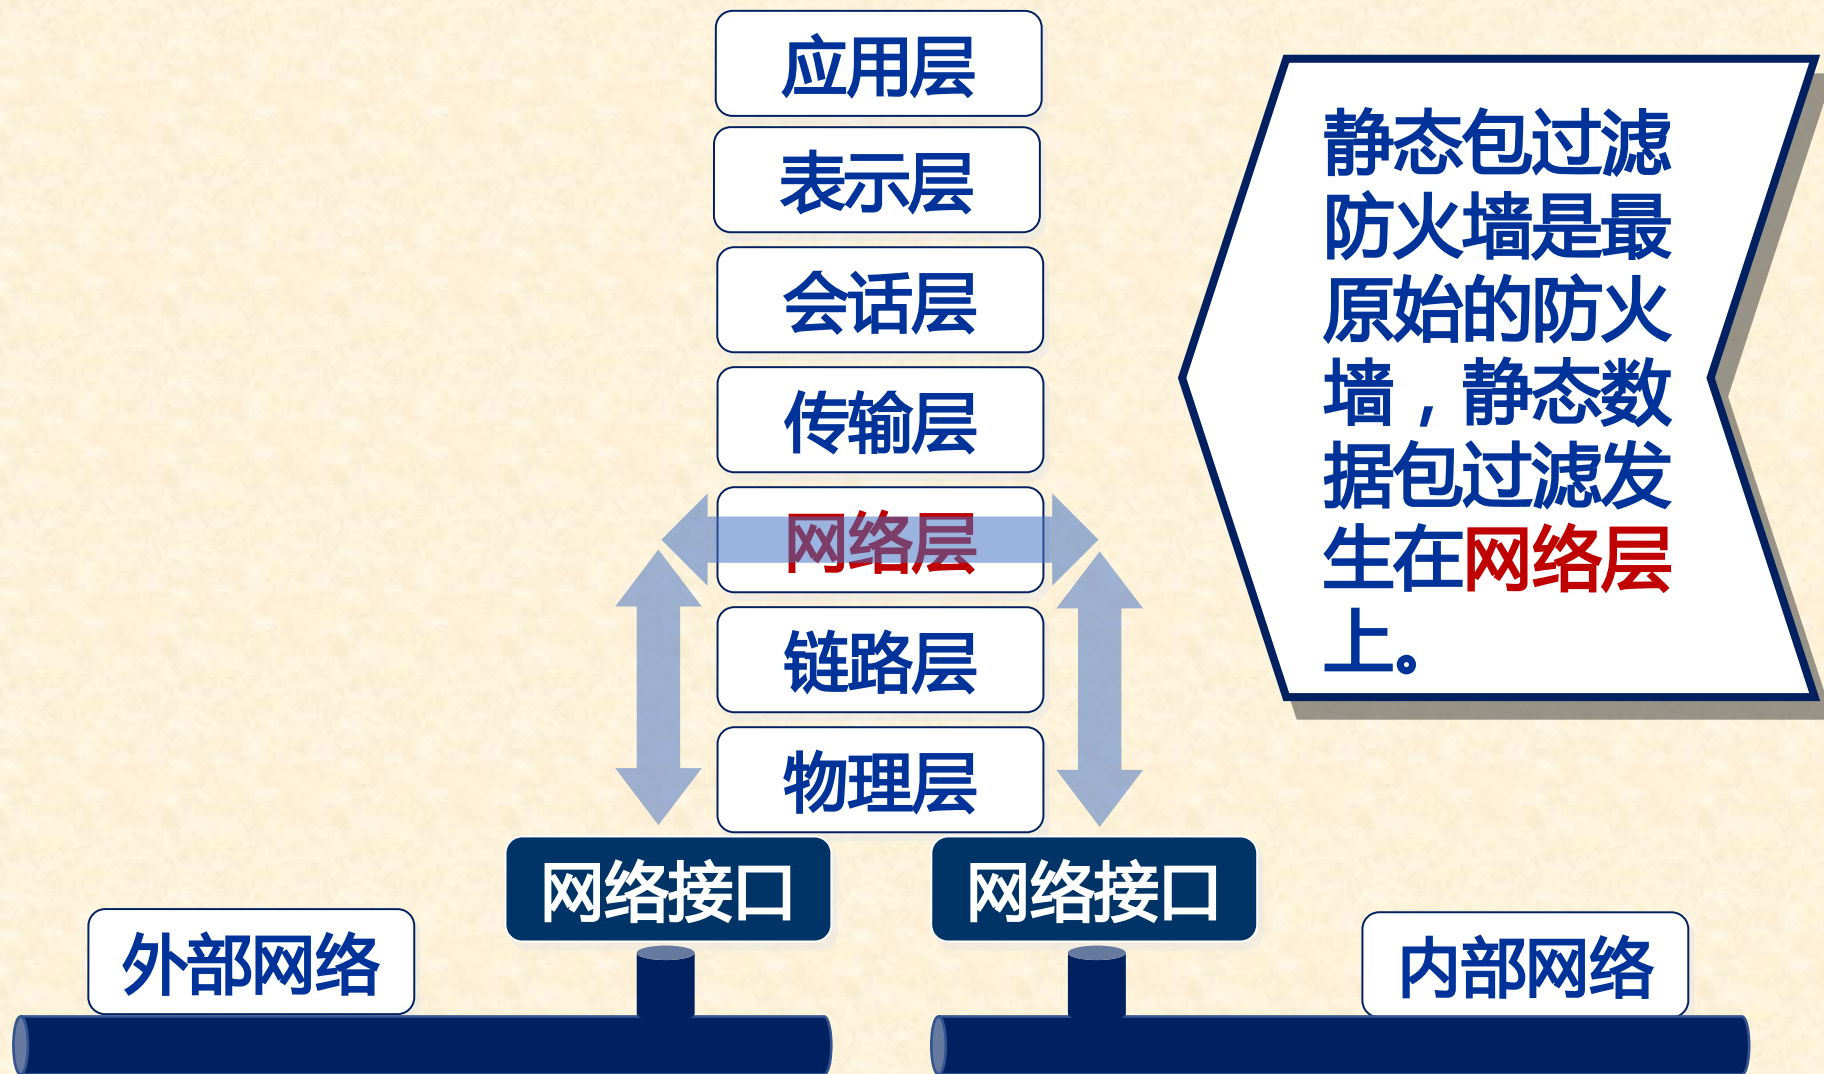 应用层
表示层
会话层
传输层
网络层
链路层
物理层
网络接口
网络接口
外部网络
内部网络
静态包过滤
防火墙是最
原始的防火
墙，静态数
据包过滤发
生在网络层
上。